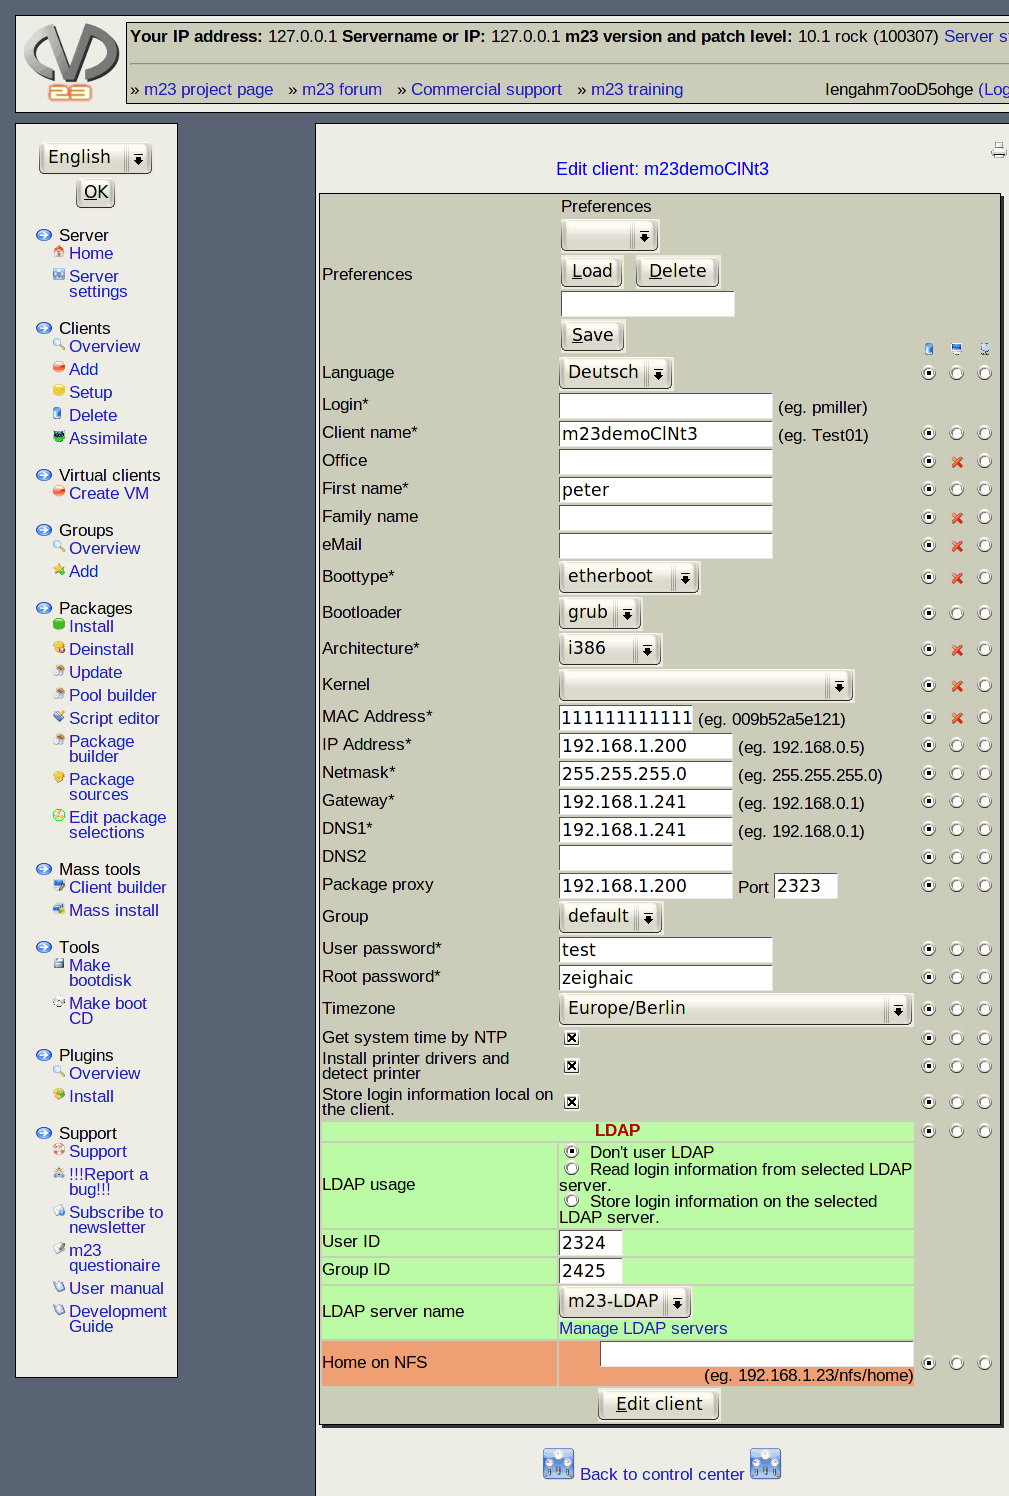 Your IP address: 127.0.0.1 Servername or IP: 127.0.0.1 m23 version and patch level: 10.1 rock (100307) Server s
» m23 project page » m23 forum » Commercial support » m23 training Iengahm7ooD5ohge (Log
23
English
OK
Server
Home
Server
settings
Clients
Overview
Add
Setup
Delete
Assimilate
Virtual clients
Create VM
Groups
Overview
Add
Packages
Install
Deinstall
Update
Pool builder
Script editor
Package
builder
Package
sources
Edit package
selections
Mass tools
Client builder
Mass install
Tools
Make
bootdisk
Make boot
CD
Plugins
Overview
Install
Support
Support
!!!Report a
bug!!!
Subscribe to
newsletter
m23
questionaire
User manual
Development
Guide
Edit client: m23demoClNt3
Preferences
Preferences
Load Delete
Save
Language Deutsch
Login* (eg. pmiller)
Client name* m23demoClNt3 (eg. Test01)
Office
First name* peter
Family name
eMail
Boottype* etherboot
Bootloader grub
Architecture* i386
Kernel
MAC Address* 111111111111 (eg. 009b52a5e121)
IP Address* 192.168.1.200 (eg. 192.168.0.5)
Netmask* 255.255.255.0 (eg. 255.255.255.0)
Gateway* 192.168.1.241 (eg. 192.168.0.1)
DNS1* 192.168.1.241 (eg. 192.168.0.1)
DNS2
Package proxy 192.168.1.200 Port 2323
Group default
User password* test
Root password* zeighaic
Timezone Europe/Berlin
Get system time by NTP
Install printer drivers and
detect printer
Store login information local on
the client.
LDAP
LDAP usage
Don't user LDAP
Read login information from selected LDAP
server.
Store login information on the selected
LDAP server.
User ID 2324
Group ID 2425
LDAP server name m23-LDAP
Manage LDAP servers
Home on NFS
(eg. 192.168.1.23/nfs/home)
Edit client
Back to control center